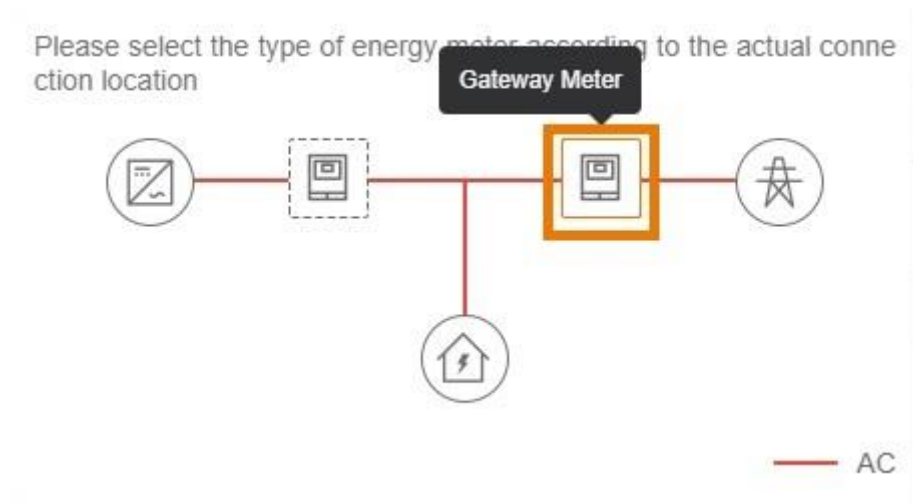 Please select the type of energy meter according to the actual conne
ction location
Gateway Meter
AC